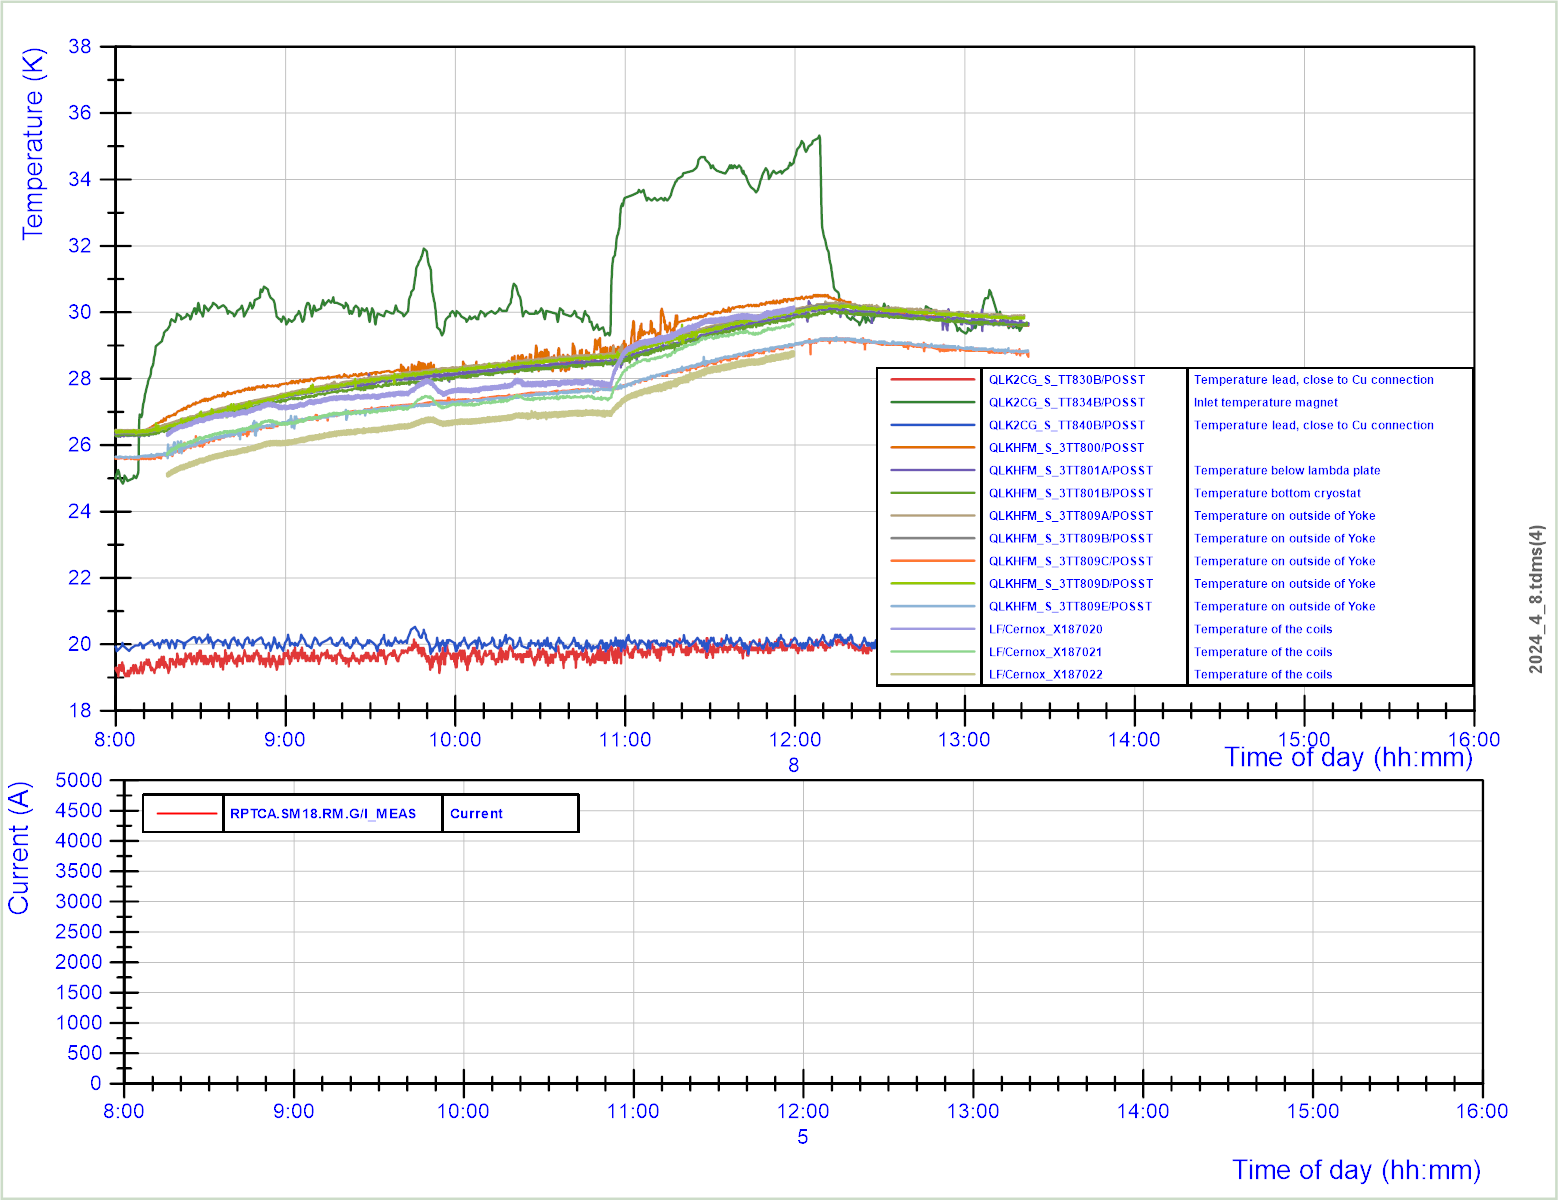 Temperature (K)
38
36
34
32
30
28
26
24
22
20
18
8:00 9:00 10:00 11:00 12:00 13:00 14:00 15:00 16:00
8
Time of day (hh:mm)
QLK2CG_S_TT830B/POSST Temperature lead, close to Cu connection
QLK2CG_S_TT834B/POSST Inlet temperature magnet
QLK2CG_S_TT840B/POSST Temperature lead, close to Cu connection
QLKHFM_S_3TT800/POSST
QLKHFM_S_3TT801A/POSST Temperature below lambda plate
QLKHFM_S_3TT801B/POSST Temperature bottom cryostat
QLKHFM_S_3TT809A/POSST Temperature on outside of Yoke
QLKHFM_S_3TT809B/POSST Temperature on outside of Yoke
QLKHFM_S_3TT809C/POSST Temperature on outside of Yoke
QLKHFM_S_3TT809D/POSST Temperature on outside of Yoke
QLKHFM_S_3TT809E/POSST Temperature on outside of Yoke
LF/Cernox_X187020 Temperature of the coils
LF/Cernox_X187021 Temperature of the coils
LF/Cernox_X187022 Temperature of the coils
2024_4_8.tdms(4)
Current (A)
5000
4500
4000
3500
3000
2500
2000
1500
1000
500
0
RPTCA.SM18.RM.G/I_MEAS Current
8:00 9:00 10:00 11:00 12:00 13:00 14:00 15:00 16:00
5
Time of day (hh:mm)